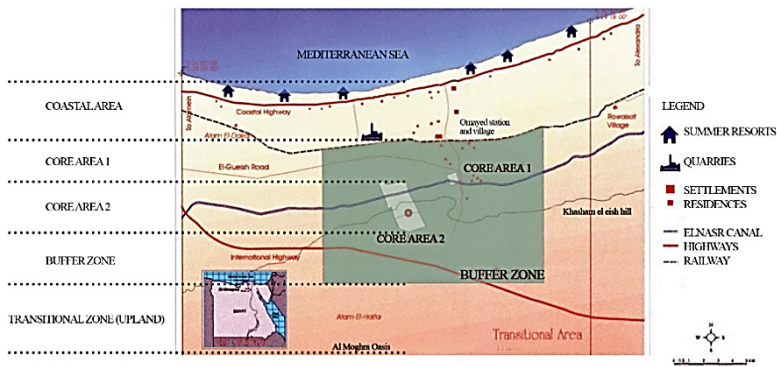 MEDITERRANEAN SEA
To Alexandria
To Alamein
COASTAL AREA
Coastal Highway
Omayed station
and village
Rowaisat
Village
CORE AREA 1
El-Gueish Road
CORE AREA 1
CORE AREA 2
Khasham el eish hill
CORE AREA 2
BUFFER ZONE
International Highway
BUFFER ZONE
TRANSITIONAL ZONE (UPLAND)
EGYPT
Alam El-Halfa
Transitional Area
Al Moghra Oasis
LEGEND
SUMMER RESORTS
QUARRIES
SETTLEMENTS
RESIDENCES
ELNASR CANAL
HIGHWAYS
RAILWAY
N
W
E
S